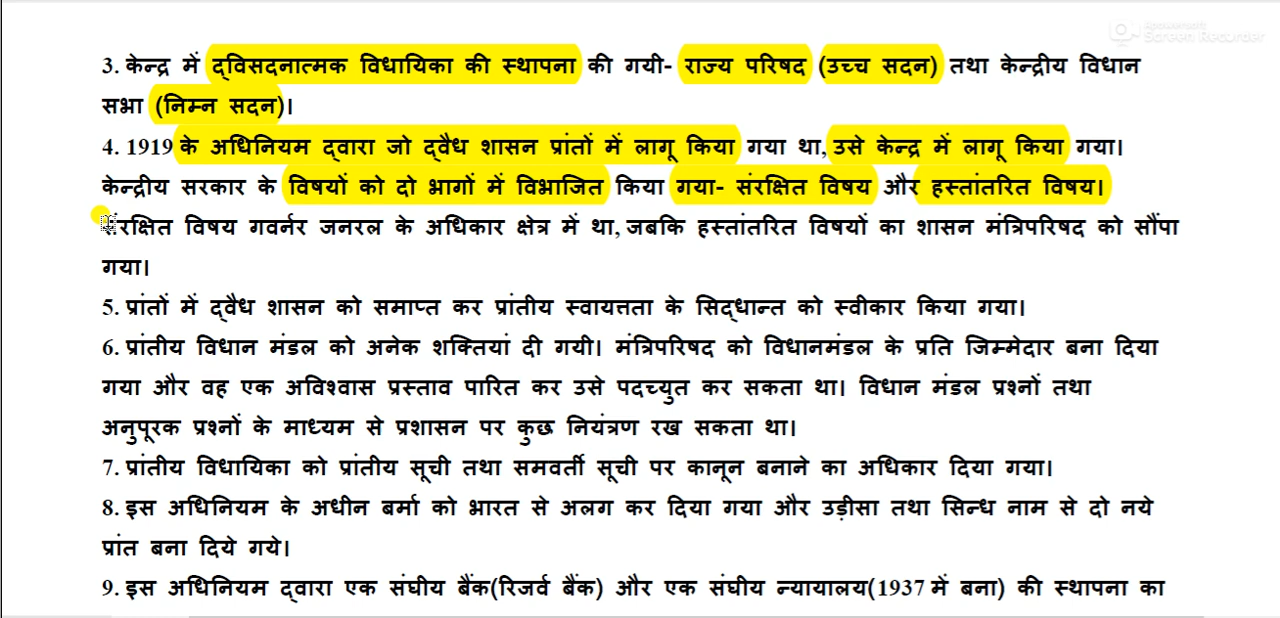 Apowersoft
Screen Recorder
3. केन्द्र में द्विसदनात्मक विधायिका की स्थापना की गयी- राज्य परिषद (उच्च सदन) तथा केन्द्रीय विधान
सभा (निम्न सदन)।
4. 1919 के अधिनियम द्वारा जो द्वैध शासन प्रांतों में लागू किया गया था, उसे केन्द्र में लागू किया गया।
केन्द्रीय सरकार के विषयों को दो भागों में विभाजित किया गया- संरक्षित विषय और हस्तांतरित विषय।
संरक्षित विषय गवर्नर जनरल के अधिकार क्षेत्र में था, जबकि हस्तांतरित विषयों का शासन मंत्रिपरिषद को सौंपा
गया।
5. प्रांतों में द्वैध शासन को समाप्त कर प्रांतीय स्वायत्तता के सिद्धान्त को स्वीकार किया गया।
6. प्रांतीय विधान मंडल को अनेक शक्तियां दी गयी। मंत्रिपरिषद को विधानमंडल के प्रति जिम्मेदार बना दिया
गया और वह एक अविश्वास प्रस्ताव पारित कर उसे पदच्युत कर सकता था। विधान मंडल प्रश्नों तथा
अनुपूरक प्रश्नों के माध्यम से प्रशासन पर कुछ नियंत्रण रख सकता था।
7. प्रांतीय विधायिका को प्रांतीय सूची तथा समवर्ती सूची पर कानून बनाने का अधिकार दिया गया।
8. इस अधिनियम के अधीन बर्मा को भारत से अलग कर दिया गया और उड़ीसा तथा सिन्ध नाम से दो नये
प्रांत बना दिये गये।
9. इस अधिनियम द्वारा एक संघीय बैंक(रिजर्व बैंक) और एक संघीय न्यायालय(1937 में बना) की स्थापना का